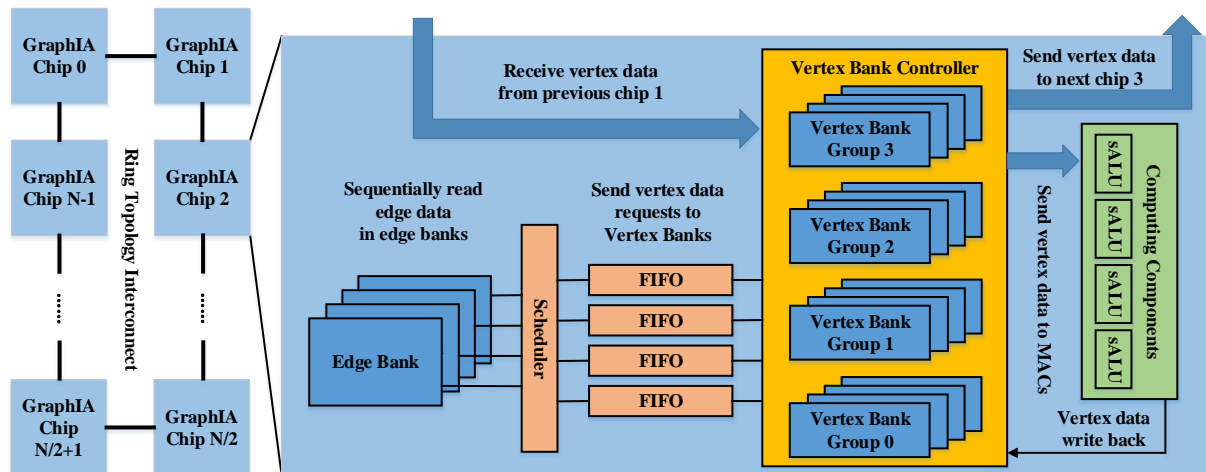 GraphIA
Chip 0
GraphIA
Chip 1
GraphIA
Chip N-1
GraphIA
Chip 2
Ring Topology Interconnect
......
......
GraphIA
Chip
N/2+1
GraphIA
Chip N/2
Receive vertex data
from previous chip 1
Sequentially read
edge data
in edge banks
Edge Bank
Scheduler
Send vertex data
requests to
Vertex Banks
FIFO
FIFO
FIFO
FIFO
Vertex Bank Controller
Vertex Bank
Group 3
Vertex Bank
Group 2
Vertex Bank
Group 1
Vertex Bank
Group 0
Send vertex data
to next chip 3
Send vertex data to MACs
sALU
sALU
sALU
sALU
Computing Components
Vertex data
write back